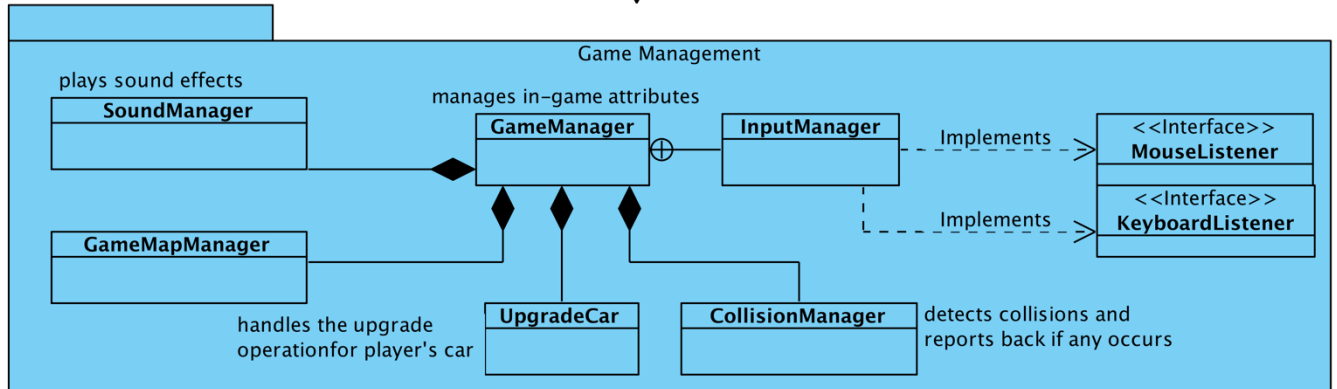 Game Management
plays sound effects
SoundManager
manages in-game attributes
GameManager
InputManager
Implements
<<Interface>>
MouseListener
Implements
<<Interface>>
KeyboardListener
GameMapManager
handles the upgrade
operationfor player's car
UpgradeCar
CollisionManager
detects collisions and
reports back if any occurs